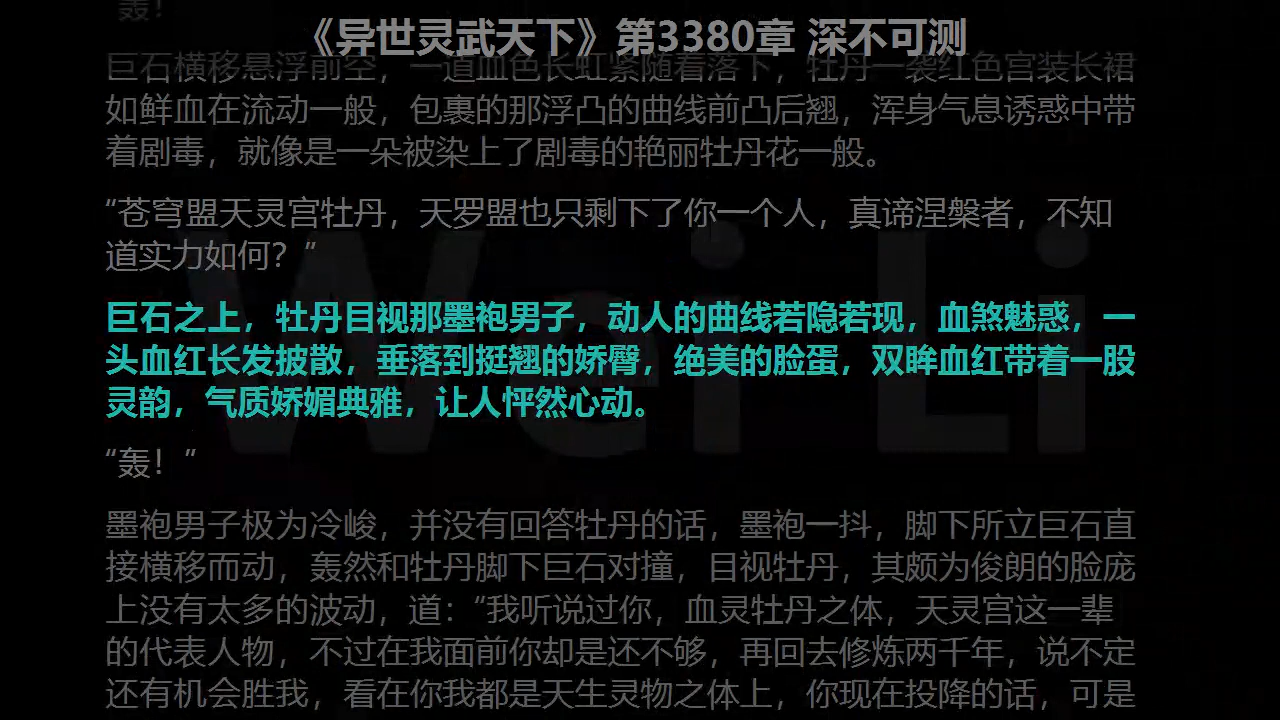 轰！
《异世灵武天下》第3380章 深不可测
巨石横移悬浮前空，一道血色长虹紧随着落下，牡丹一袭红色宫装长裙
如鲜血在流动一般，包裹的那浮凸的曲线前凸后翘，浑身气息诱惑中带
着剧毒，就像是一朵被染上了剧毒的艳丽牡丹花一般。
“苍穹盟天灵宫牡丹，天罗盟也只剩下了你一个人，真谛涅槃者，不知
道实力如何？”
巨石之上，牡丹目视那墨袍男子，动人的曲线若隐若现，血煞魅惑，一
头血红长发披散，垂落到挺翘的娇臀，绝美的脸蛋，双眸血红带着一股
灵韵，气质娇媚典雅，让人怦然心动。
“轰！”
墨袍男子极为冷峻，并没有回答牡丹的话，墨袍一抖，脚下所立巨石直
接横移而动，轰然和牡丹脚下巨石对撞，目视牡丹，其颇为俊朗的脸庞
上没有太多的波动，道：“我听说过你，血灵牡丹之体，天灵宫这一辈
的代表人物，不过在我面前你却是还不够，再回去修炼两千年，说不定
还有机会胜我，看在你我都是天生灵物之体上，你现在投降的话，可是
Wei Li